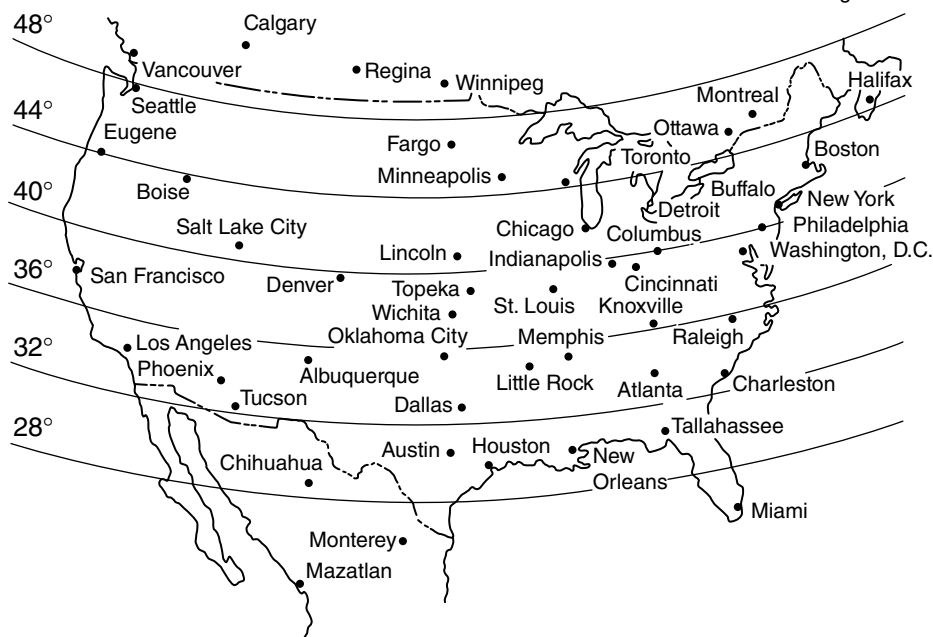 48°
Calgary
Vancouver
Regina
Winnipeg
Halifax
Montreal
Seattle
44°
Eugene
Fargo
Ottawa
Toronto
Boston
Minneapolis
Boise
40°
Buffalo
New York
Detroit
Salt Lake City
Chicago
Columbus
Philadelphia
Lincoln
Indianapolis
Washington, D.C.
36°
San Francisco
Denver
Topeka
Cincinnati
St. Louis
Knoxville
Wichita
Oklahoma City
Memphis
Raleigh
32°
Los Angeles
Phoenix
Albuquerque
Little Rock
Atlanta
Charleston
Tucson
Dallas
28°
Tallahassee
Austin
Houston
New
Orleans
Chihuahua
Miami
Monterey
Mazatlan